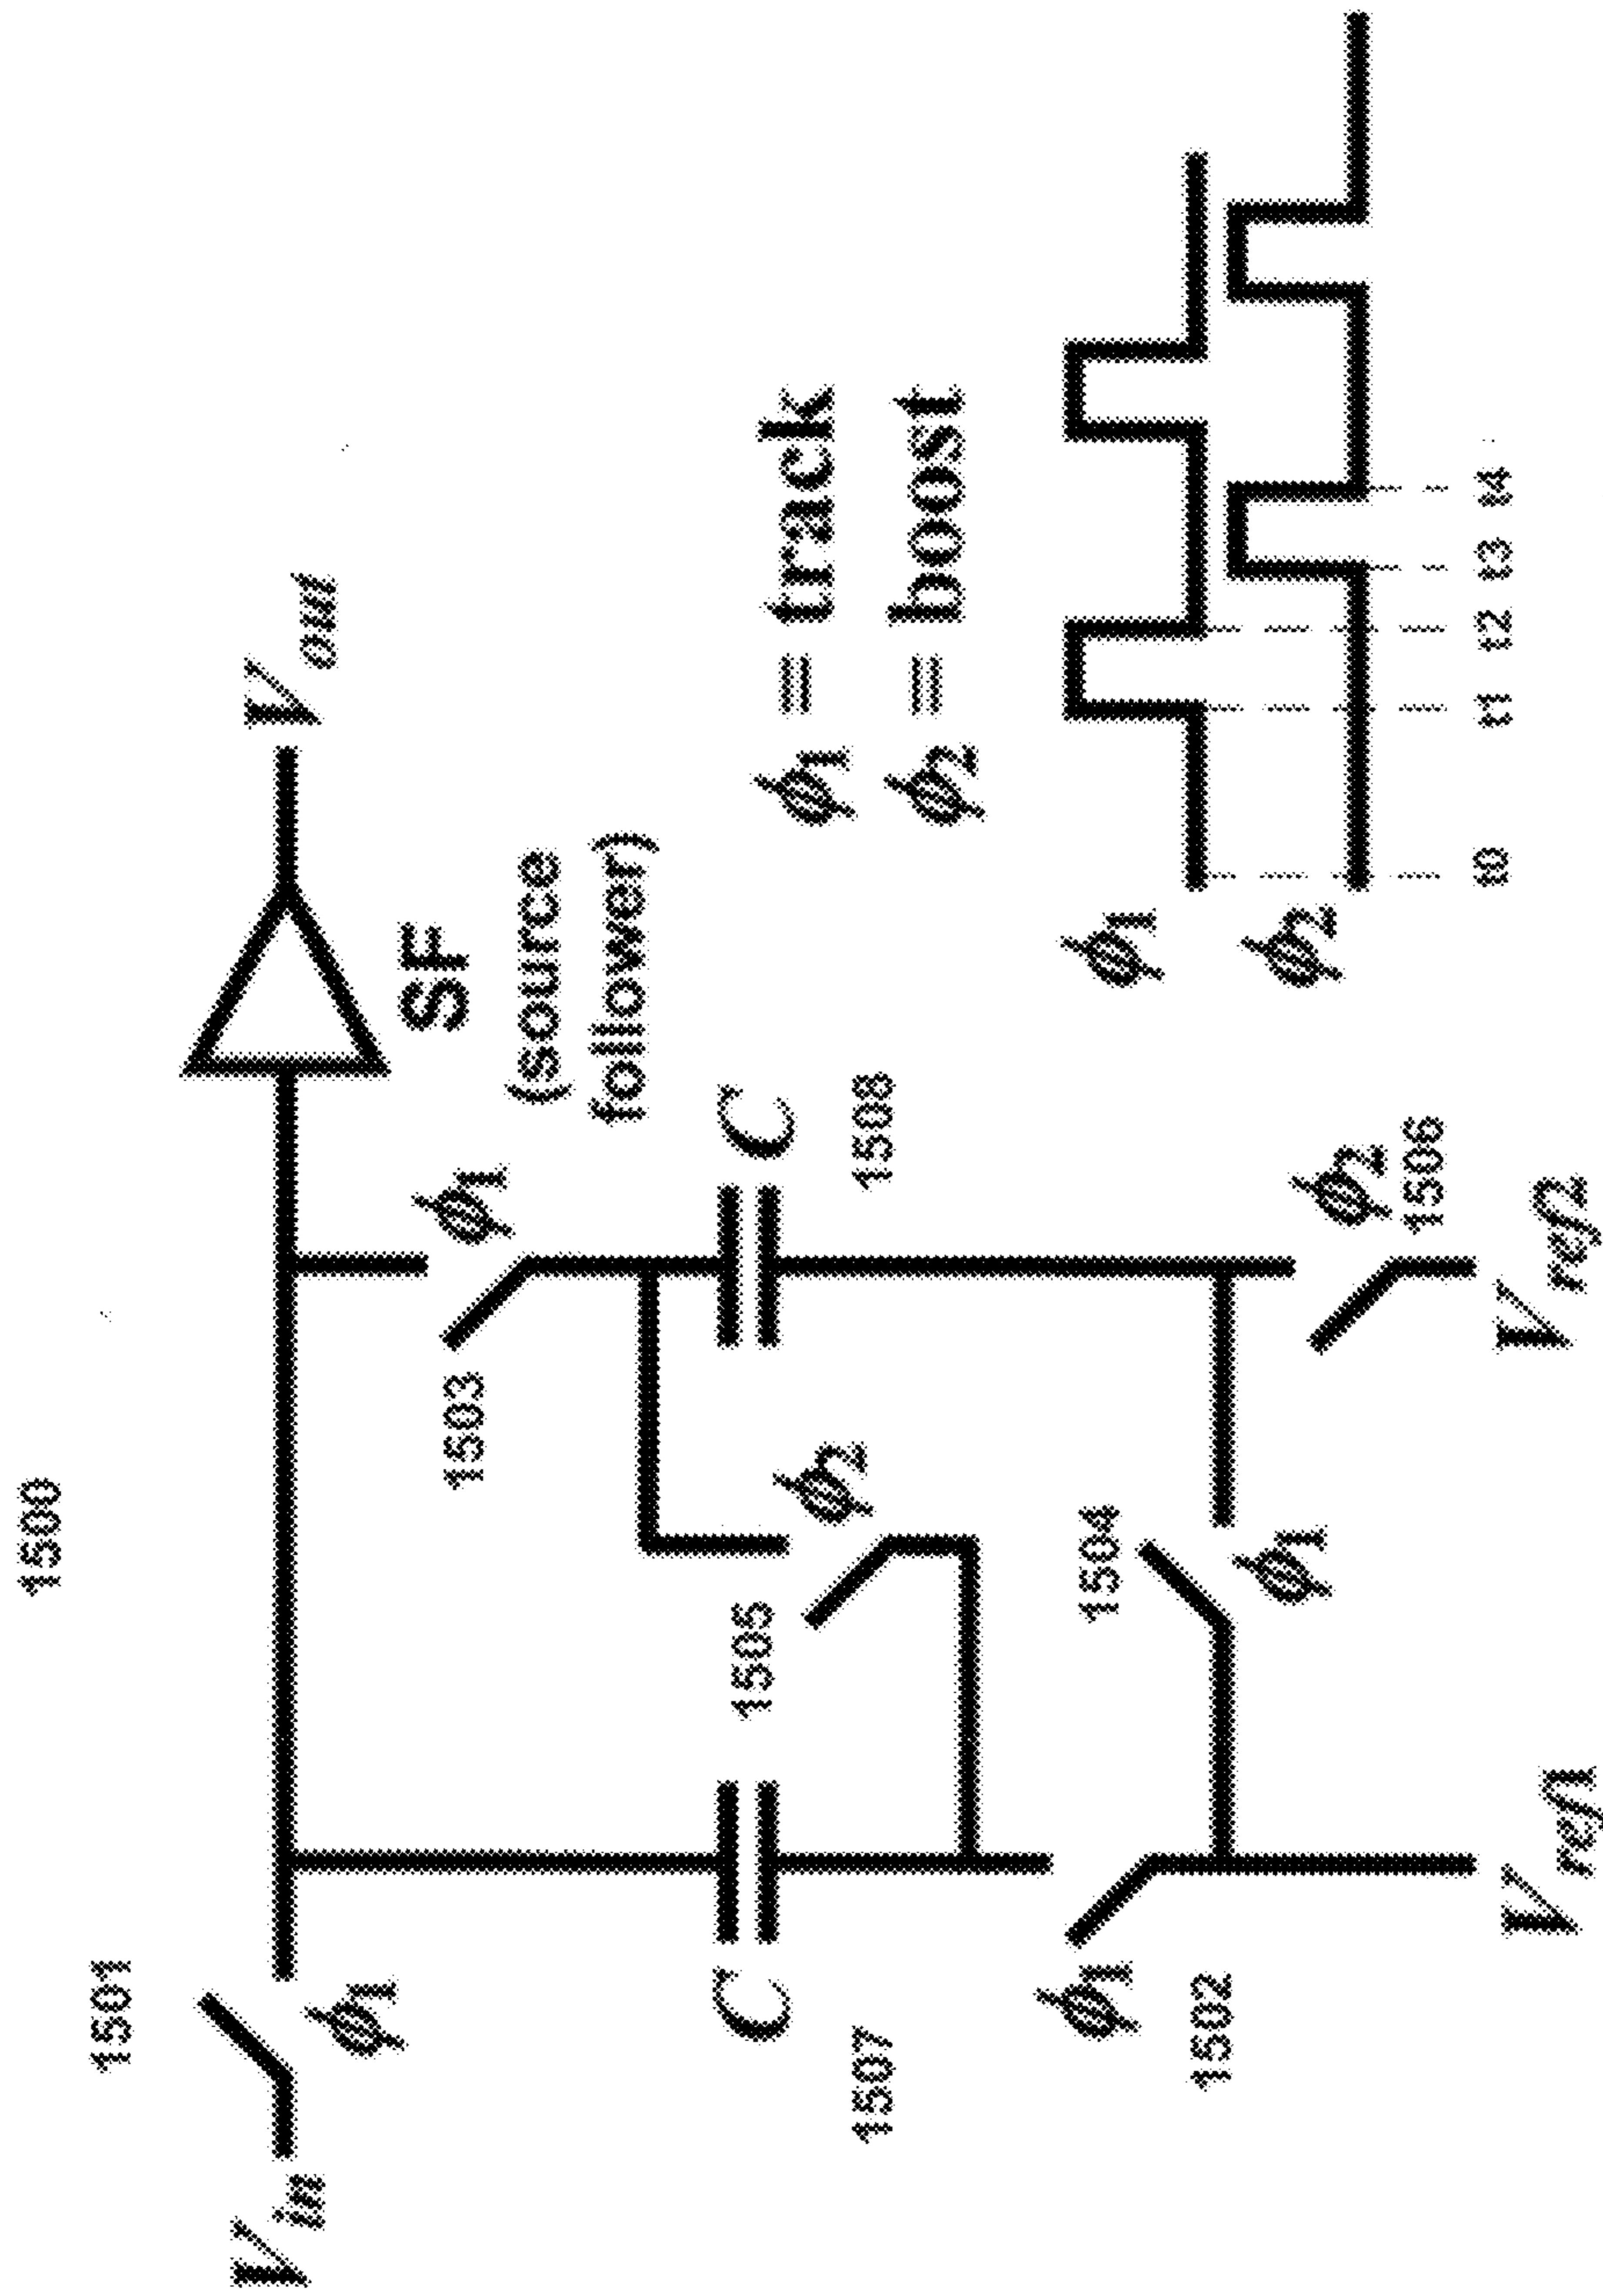 1500
1501
V_in
ϕ1
V_out
SF
(source
follower)
1503
ϕ1
C
1507
C
1508
1505
ϕ2
ϕ1 = track
ϕ2 = boost
1504
ϕ1
ϕ1
1502
ϕ2
1506
V_ref1
V_ref2
ϕ1
ϕ2
t0 t1 t2 t3 t4